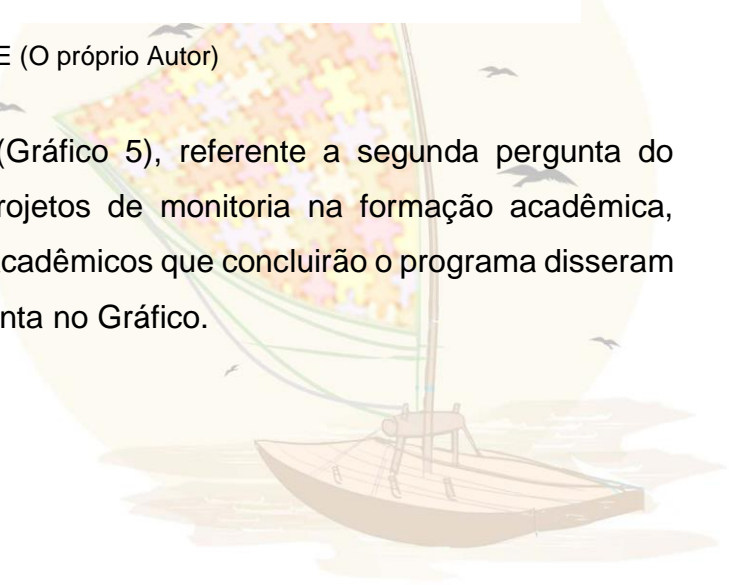 E (O próprio Autor)
(Gráfico 5), referente a segunda pergunta do
rojetos de monitoria na formação acadêmica,
cadêmicos que concluirão o programa disseram
nta no Gráfico.